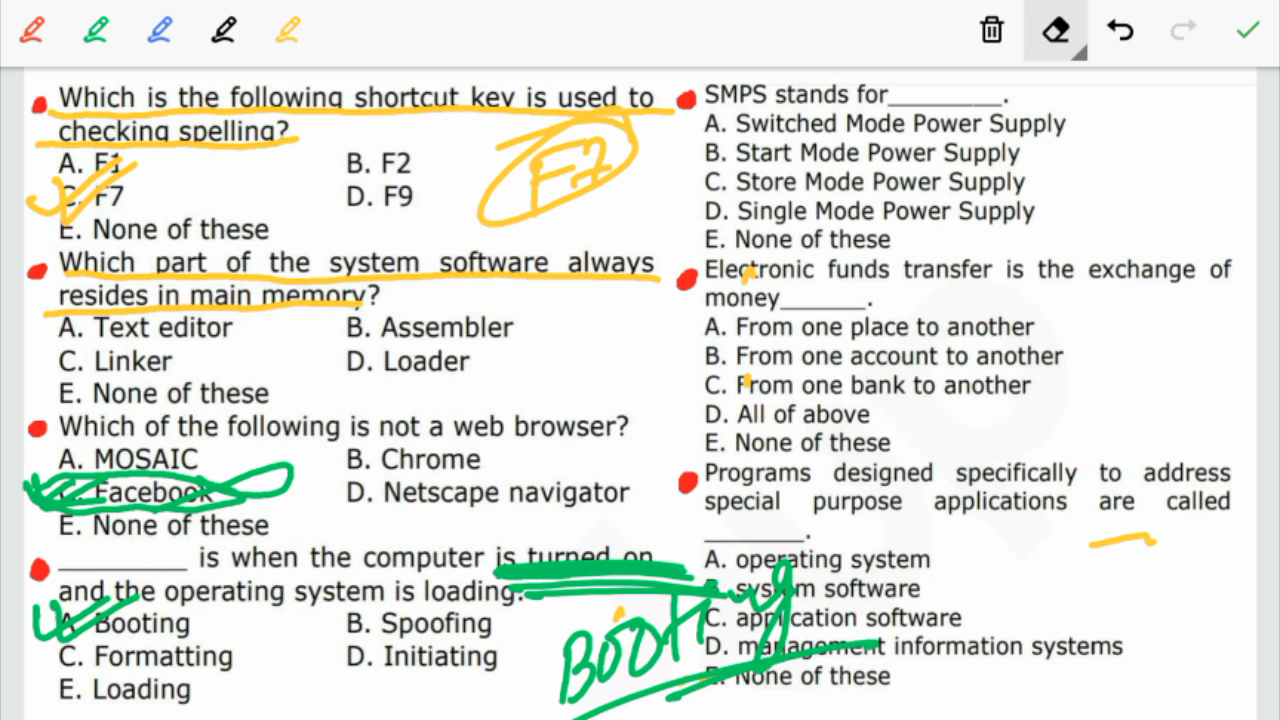 Which is the following shortcut key is used to
checking spelling?
A. F1 B. F2
C. F7 D. F9
E. None of these
F7
Which part of the system software always
resides in main memory?
A. Text editor B. Assembler
C. Linker D. Loader
E. None of these
Which of the following is not a web browser?
A. MOSAIC B. Chrome
C. Facebook D. Netscape navigator
E. None of these
________ is when the computer is turned on
and the operating system is loading.
A. Booting B. Spoofing
C. Formatting D. Initiating
E. Loading
Booting
SMPS stands for________.
A. Switched Mode Power Supply
B. Start Mode Power Supply
C. Store Mode Power Supply
D. Single Mode Power Supply
E. None of these
Electronic funds transfer is the exchange of
money______.
A. From one place to another
B. From one account to another
C. From one bank to another
D. All of above
E. None of these
Programs designed specifically to address
special purpose applications are called
_______.
A. operating system
B. system software
C. application software
D. management information systems
E. None of these